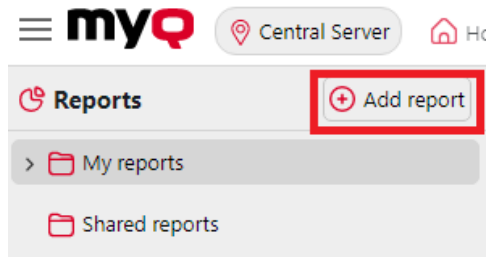 myQ Central Server Ho
Reports Add report
My reports
Shared reports